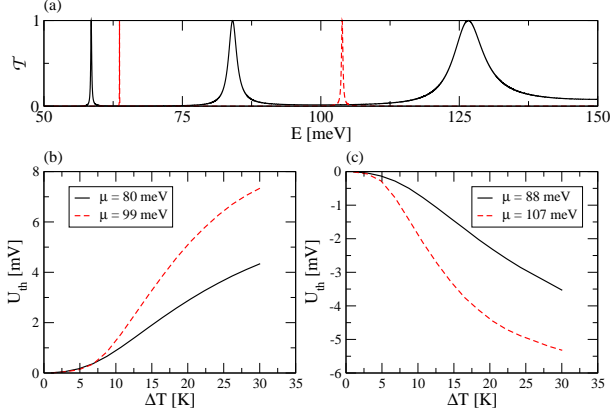 (a)
1
𝒯
0
50 75 100 125 150
E [meV]
(b)
8
6
4
2
0
U_th [mV]
μ = 80 meV
μ = 99 meV
0 5 10 15 20 25 30 35
ΔT [K]
(c)
0
-1
-2
-3
-4
-5
-6
U_th [mV]
μ = 88 meV
μ = 107 meV
0 5 10 15 20 25 30 35
ΔT [K]